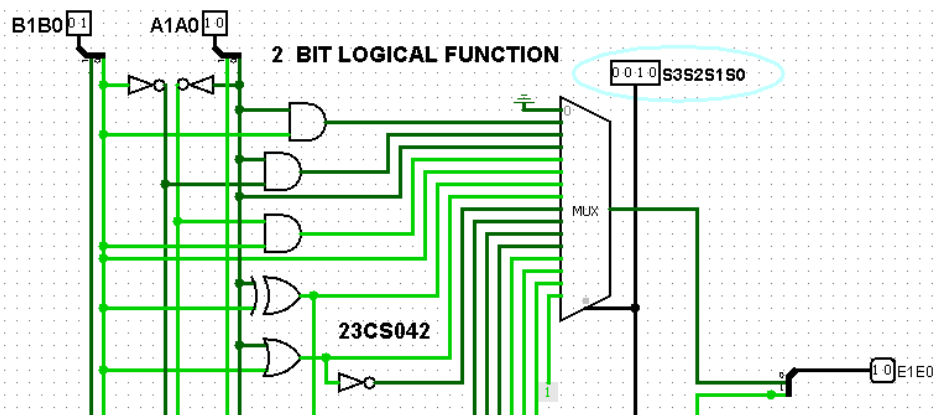 B1B0 0 1 A1A0 1 0
2 BIT LOGICAL FUNCTION
0 0 1 0 S3S2S1S0
0
MUX
23CS042
1
1 0 E1E0